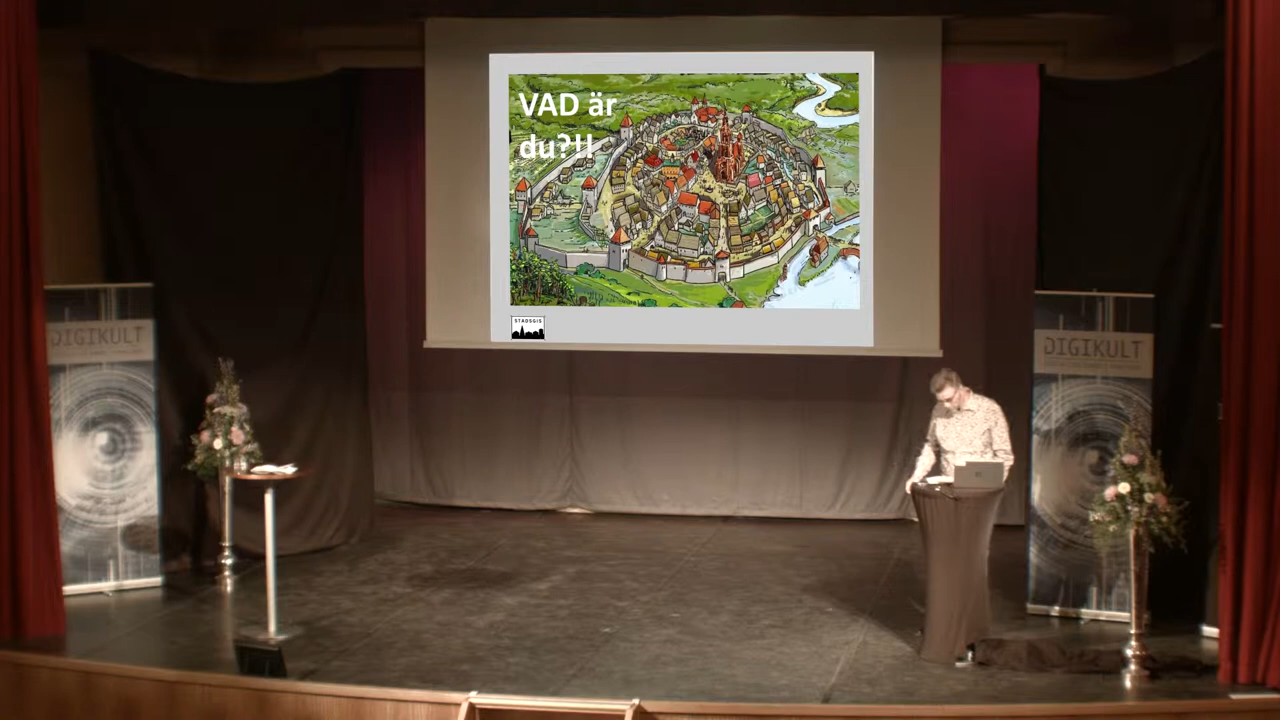 VAD är
du?!!
STADSGIS
DIGIKULT
DIGIKULT